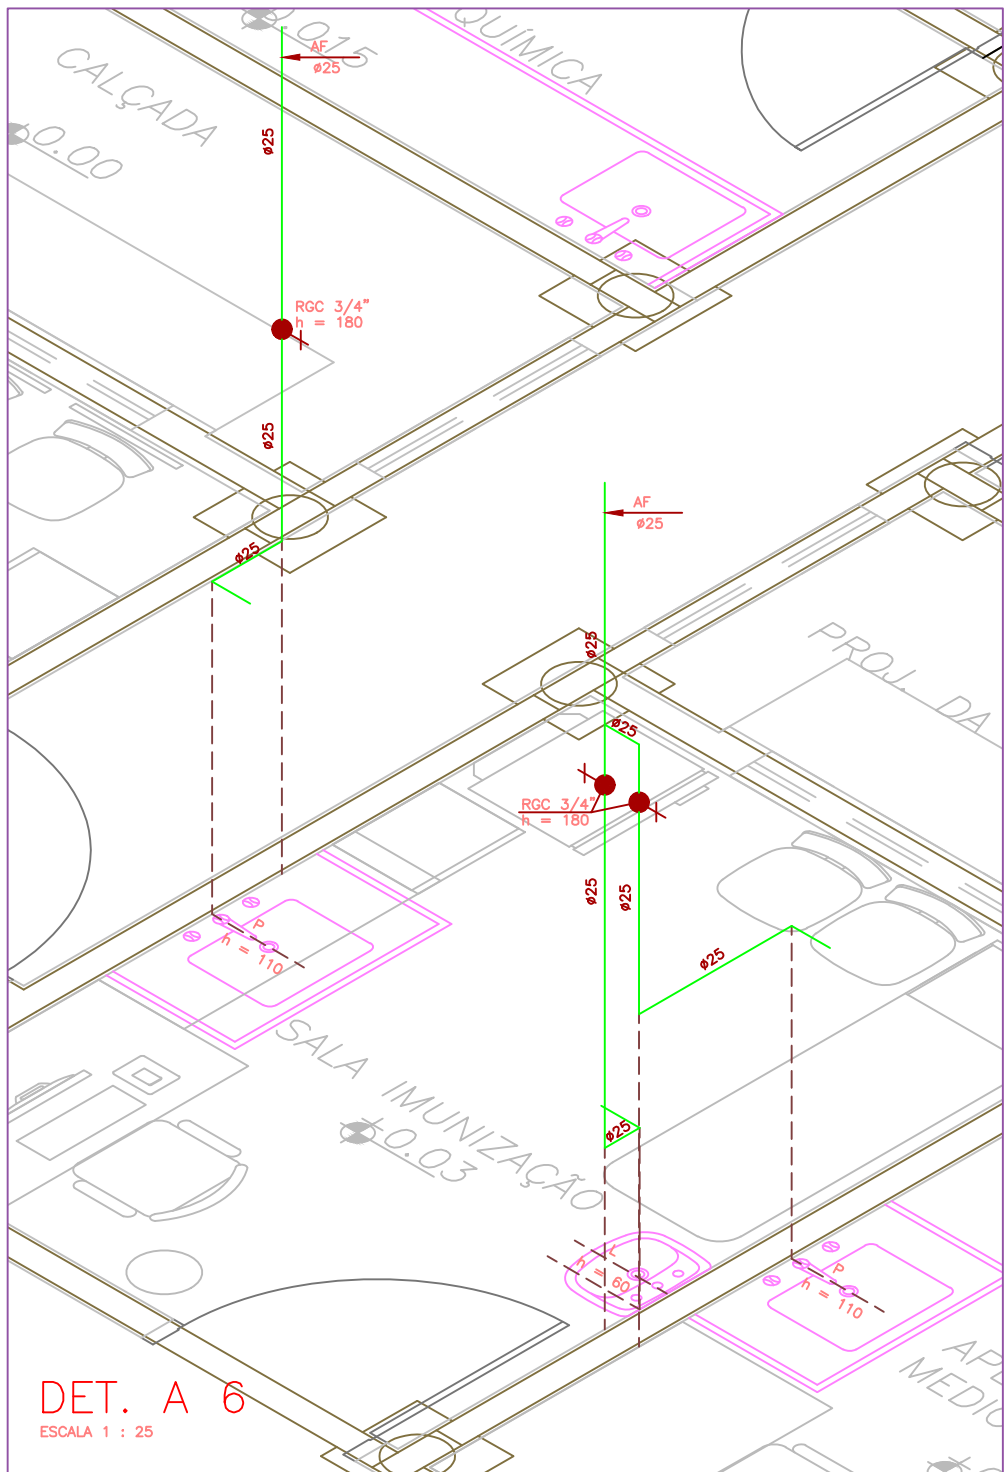 0.15
QUÍMICA
AF
ø25
CALÇADA
0.00
ø25
RGC 3/4"
h = 180
ø25
AF
ø25
ø25
ø25
PROJ. DA
ø25
RGC 3/4"
h = 180
ø25
ø25
P
h = 110
ø25
SALA IMUNIZAÇÃO
+0.03
ø25
L
h = 60
P
h = 110
MEDIC
DET. A 6
ESCALA 1 : 25